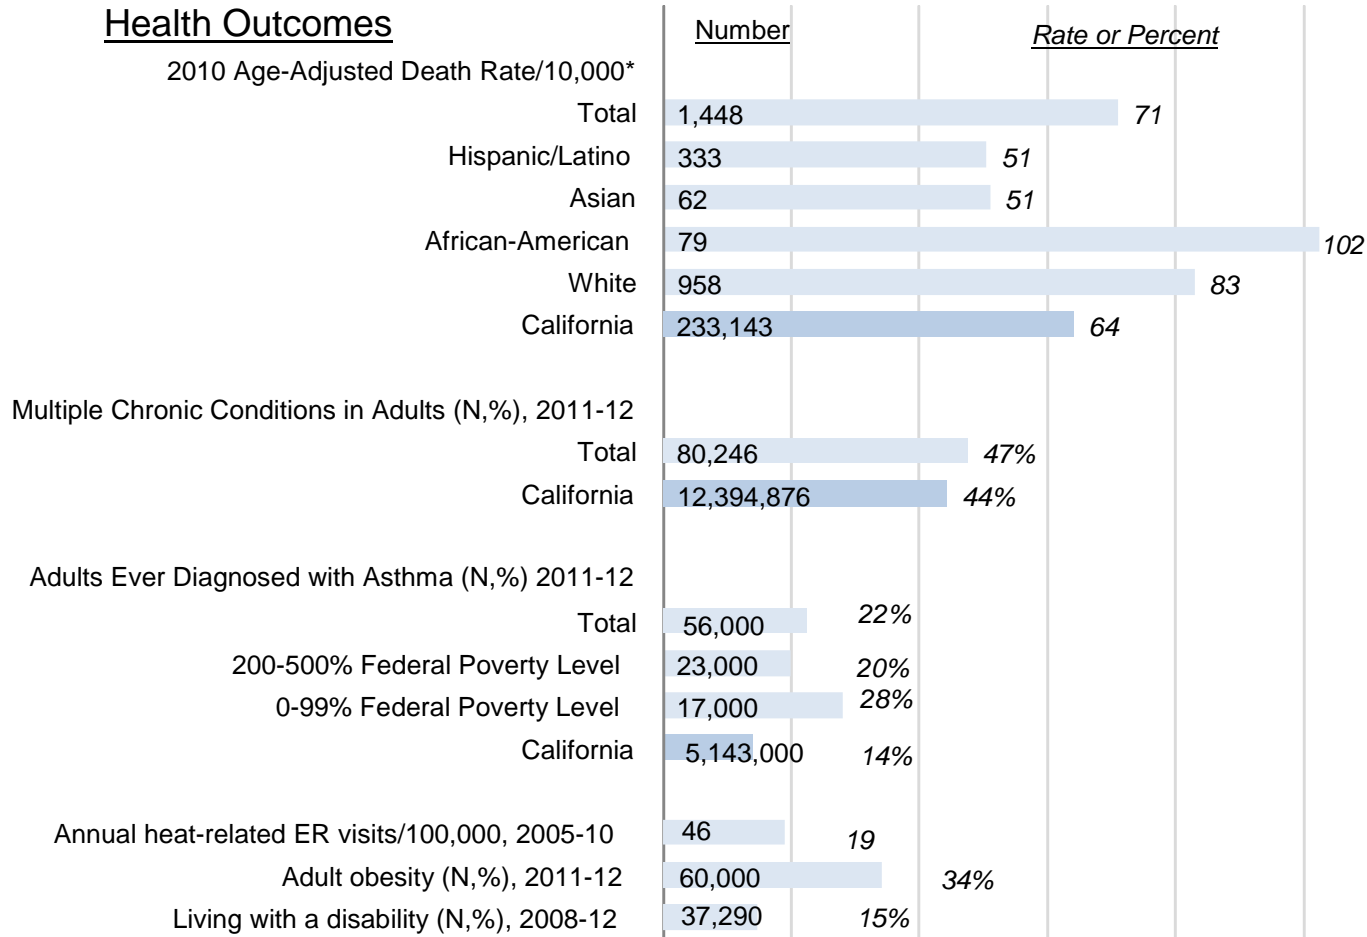 Health Outcomes Number Rate or Percent
2010 Age-Adjusted Death Rate/10,000*
Total 1,448 71
Hispanic/Latino 333 51
Asian 62 51
African-American 79 102
White 958 83
California 233,143 64
Multiple Chronic Conditions in Adults (N,%), 2011-12
Total 80,246 47%
California 12,394,876 44%
Adults Ever Diagnosed with Asthma (N,%) 2011-12
Total 56,000 22%
200-500% Federal Poverty Level 23,000 20%
0-99% Federal Poverty Level 17,000 28%
California 5,143,000 14%
Annual heat-related ER visits/100,000, 2005-10 46 19
Adult obesity (N,%), 2011-12 60,000 34%
Living with a disability (N,%), 2008-12 37,290 15%